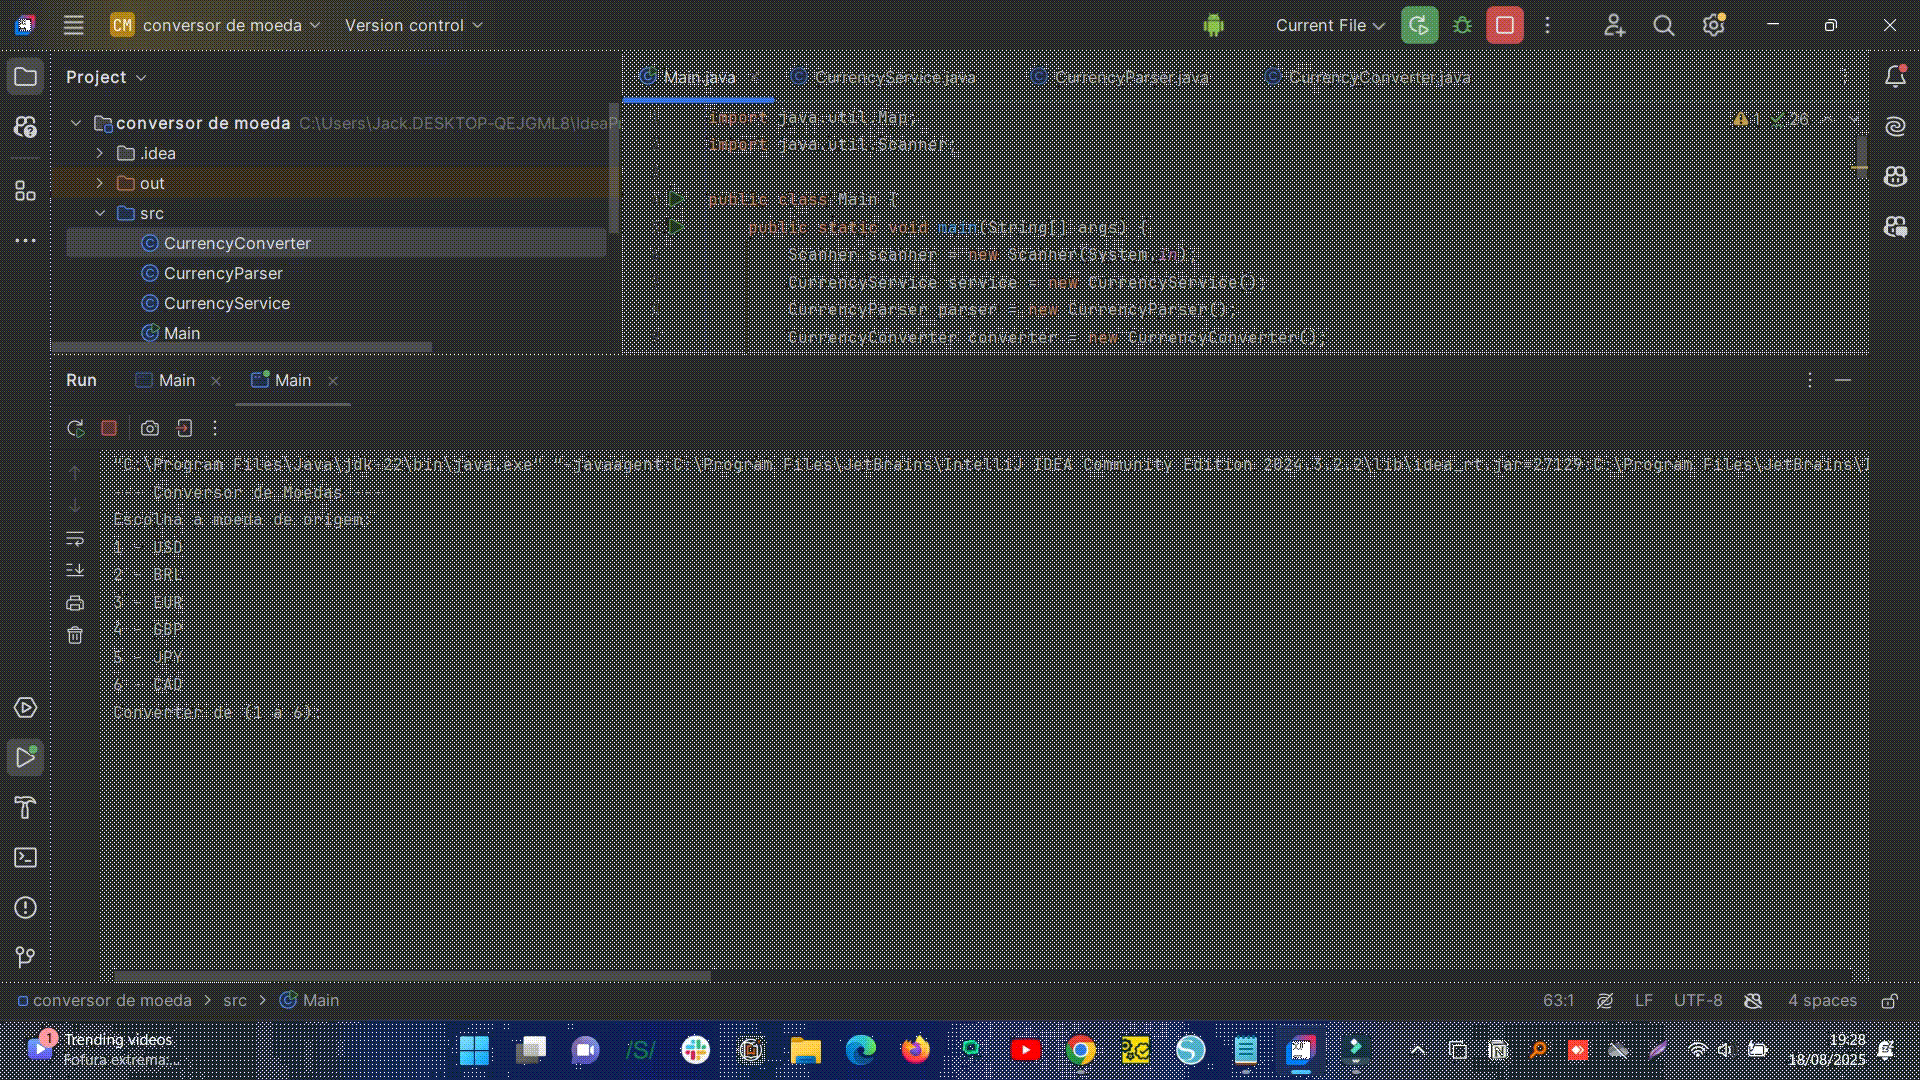 CM conversor de moeda Version control Current File
Project
Main.java CurrencyService.java CurrencyParser.java CurrencyConverter.java
conversor de moeda C:\Users\Jack.DESKTOP-QEJGML8\IdeaP
.idea
out
src
CurrencyConverter
CurrencyParser
CurrencyService
Main
1 26
import java.util.Map;
import java.util.Scanner;
public class Main {
public static void main(String[] args) {
Scanner scanner = new Scanner(System.in);
CurrencyService service = new CurrencyService();
CurrencyParser parser = new CurrencyParser();
CurrencyConverter converter = new CurrencyConverter();
Run Main Main
"C:\Program Files\Java\jdk-22\bin\java.exe" "-javaagent:C:\Program Files\JetBrains\IntelliJ IDEA Community Edition 2024.3.2.2\lib\idea_rt.jar=27129:C:\Program Files\JetBrains\I
--- Conversor de Moedas ---
Escolha a moeda de origem:
1 - USD
2 - BRL
3 - EUR
4 - GBP
5 - JPY
6 - CAD
Converter de (1 a 6):
conversor de moeda > src > Main 63:1 LF UTF-8 4 spaces
1 Trending videos
Fofura extrema:...
/S/
19:28
18/08/2025